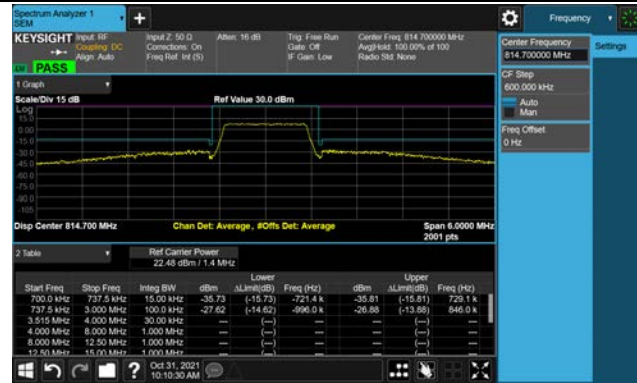 Spectrum Analyzer 1
SEM
+
Frequency
KEYSIGHT Input: RF Input Z: 50 Ω Atten: 16 dB Trig: Free Run Center Freq: 814.700000 MHz
Coupling: DC Corrections: On Gate: Off Avg|Hold: 100.00% of 100
Align: Auto Freq Ref: Int (S) IF Gain: Low Radio Std: None
PASS
Center Frequency
814.700000 MHz
Settings
CF Step
600.000 kHz
Auto
Man
Freq Offset
0 Hz
1 Graph
Scale/Div 15 dB Ref Value 30.0 dBm
Log
15.0
0.00
-15.0
-30.0
-45.0
-60.0
-75.0
-90.0
-105
Disp Center 814.700 MHz Chan Det: Average, #Offs Det: Average Span 6.0000 MHz
2001 pts
2 Table Ref Carrier Power
22.48 dBm / 1.4 MHz
Lower Upper
Start Freq Stop Freq Integ BW dBm ΔLimit(dB) Freq (Hz) dBm ΔLimit(dB) Freq (Hz)
700.0 kHz 737.5 kHz 15.00 kHz -35.73 (-15.73) -721.4 k -35.81 (-15.81) 729.1 k
737.5 kHz 3.000 MHz 100.0 kHz -27.62 (-14.62) -996.0 k -26.88 (-13.88) 846.0 k
3.515 MHz 4.000 MHz 30.00 kHz — (—) — — (—) —
4.000 MHz 8.000 MHz 1.000 MHz — (—) — — (—) —
8.000 MHz 12.50 MHz 1.000 MHz — (—) — — (—) —
12.50 MHz 15.00 MHz 1.000 MHz — (—) — — (—) —
? Oct 31, 2021
10:10:30 AM